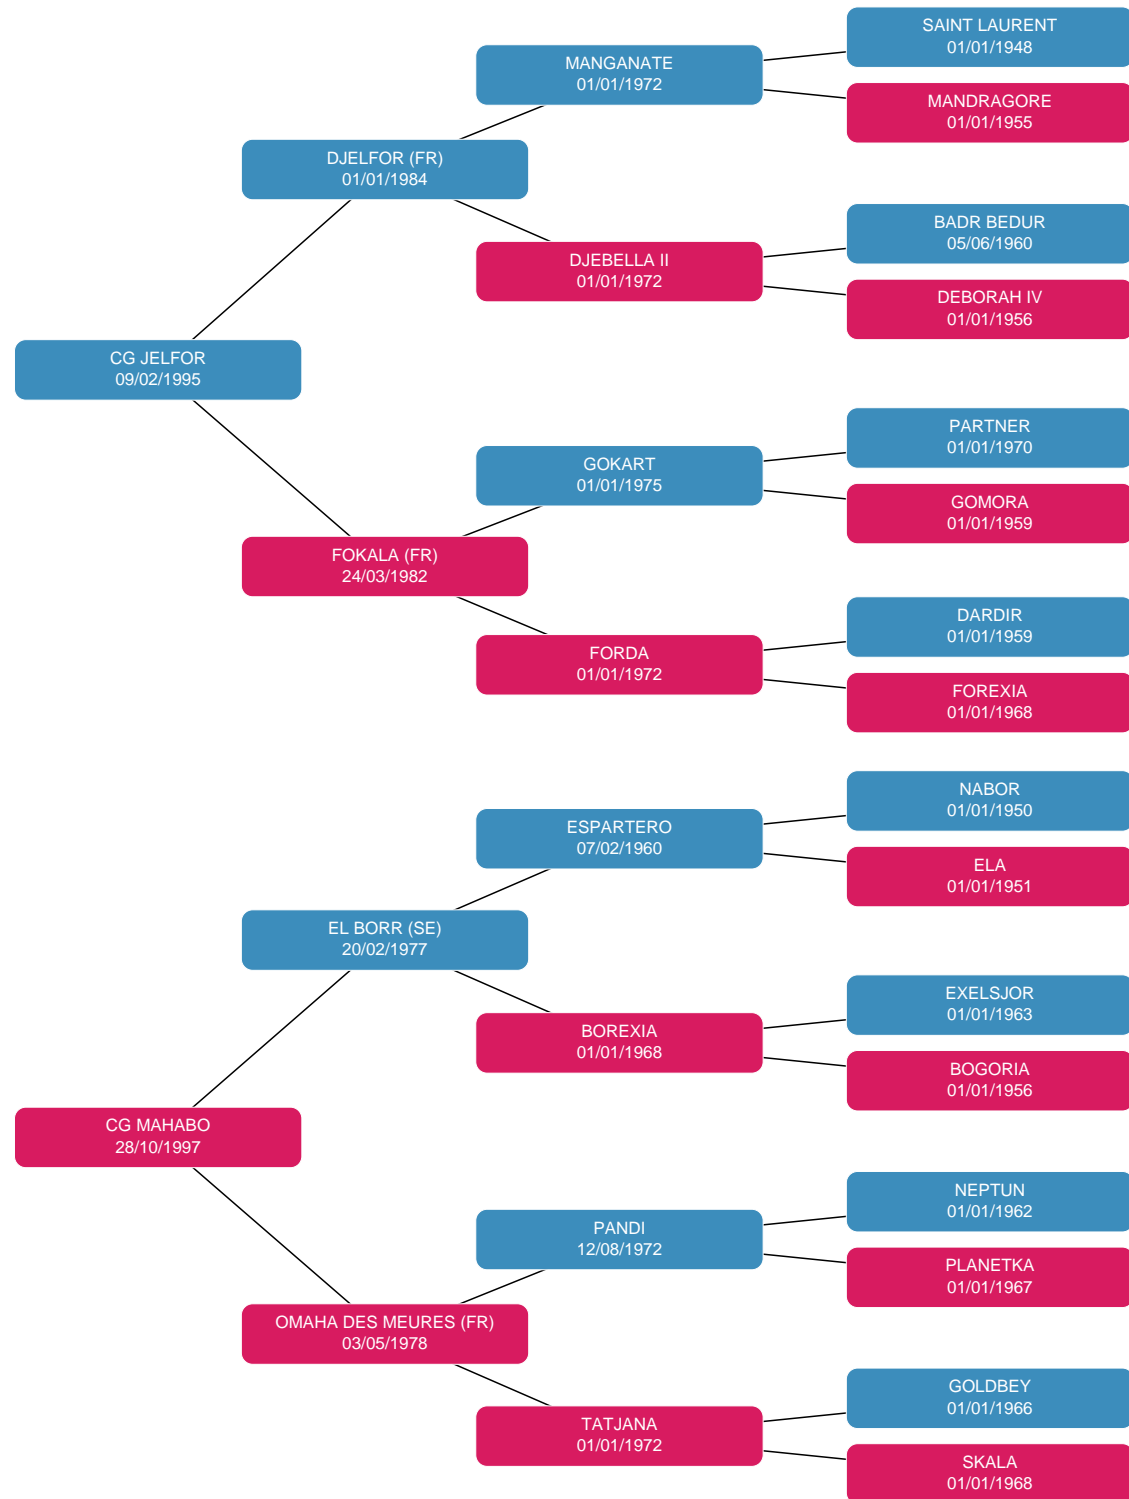 SAINT LAURENT
01/01/1948
MANGANATE
01/01/1972
MANDRAGORE
01/01/1955
DJELFOR (FR)
01/01/1984
BADR BEDUR
05/06/1960
DJEBELLA II
01/01/1972
DEBORAH IV
01/01/1956
CG JELFOR
09/02/1995
PARTNER
01/01/1970
GOKART
01/01/1975
GOMORA
01/01/1959
FOKALA (FR)
24/03/1982
DARDIR
01/01/1959
FORDA
01/01/1972
FOREXIA
01/01/1968
NABOR
01/01/1950
ESPARTERO
07/02/1960
ELA
01/01/1951
EL BORR (SE)
20/02/1977
EXELSJOR
01/01/1963
BOREXIA
01/01/1968
BOGORIA
01/01/1956
CG MAHABO
28/10/1997
NEPTUN
01/01/1962
PANDI
12/08/1972
PLANETKA
01/01/1967
OMAHA DES MEURES (FR)
03/05/1978
GOLDBEY
01/01/1966
TATJANA
01/01/1972
SKALA
01/01/1968